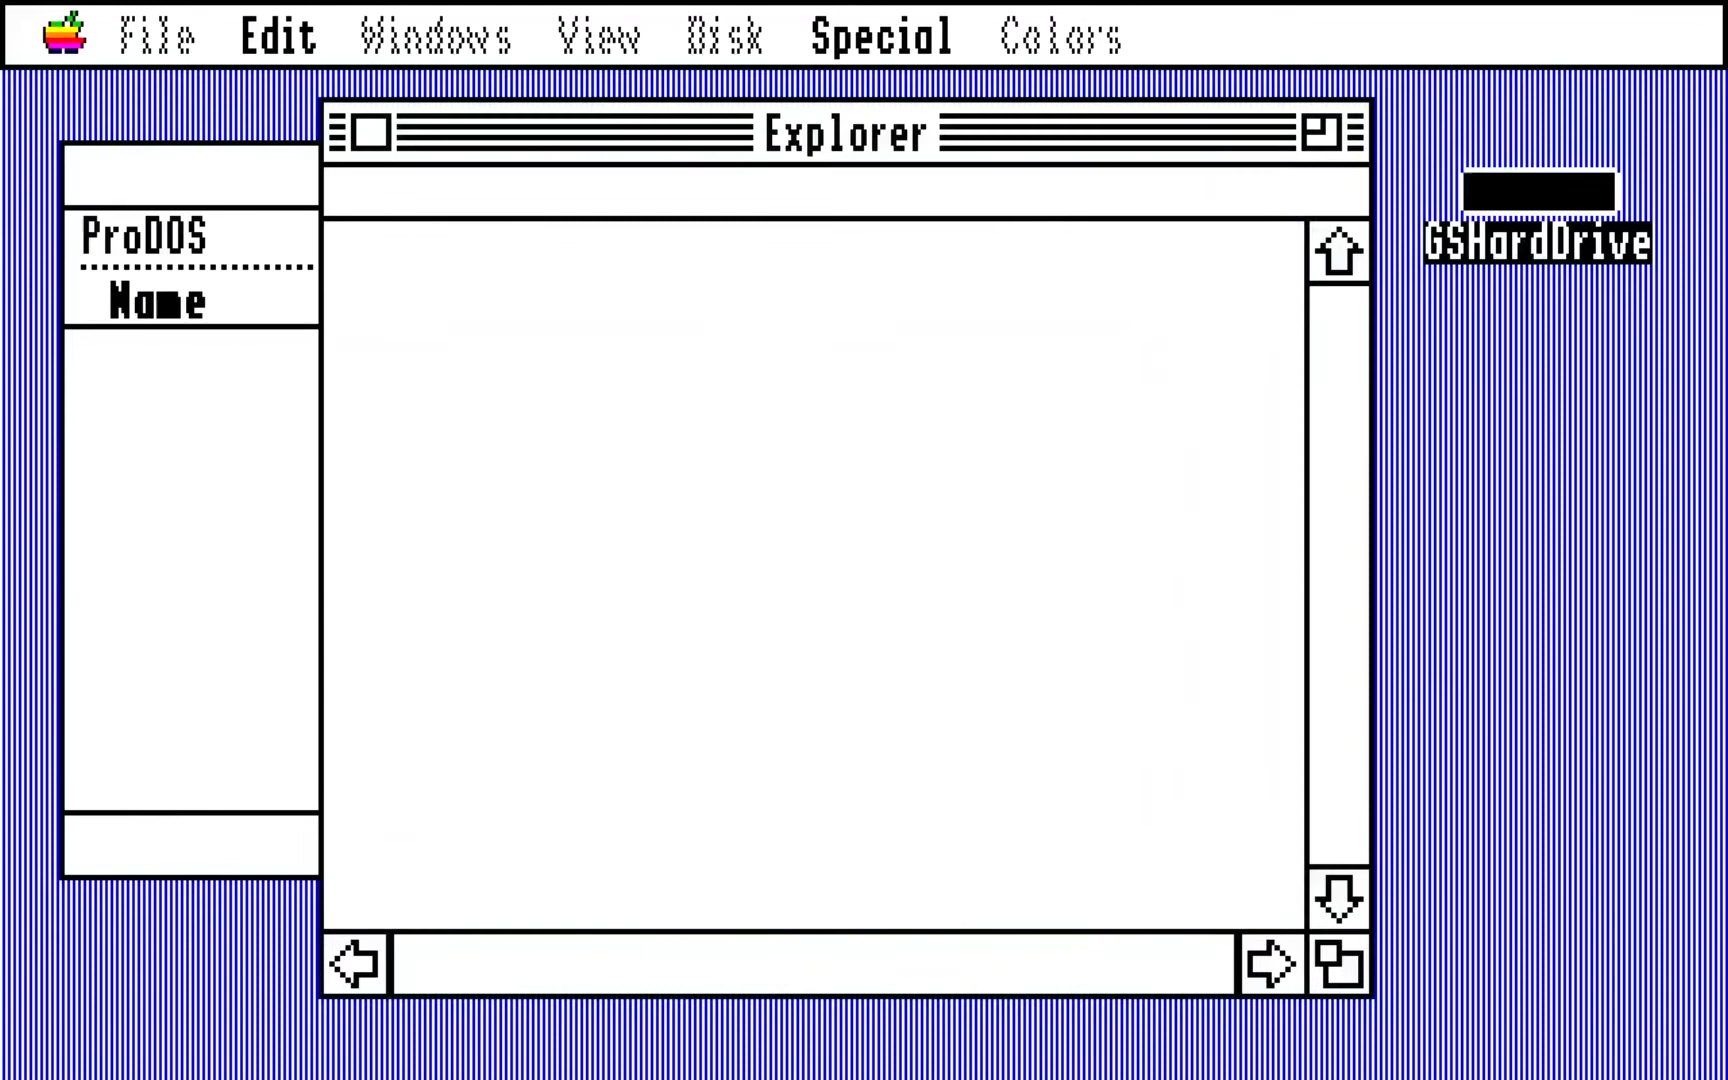 File Edit Windows View Disk Special Colors
Explorer
ProDOS
Name
GSHardDrive